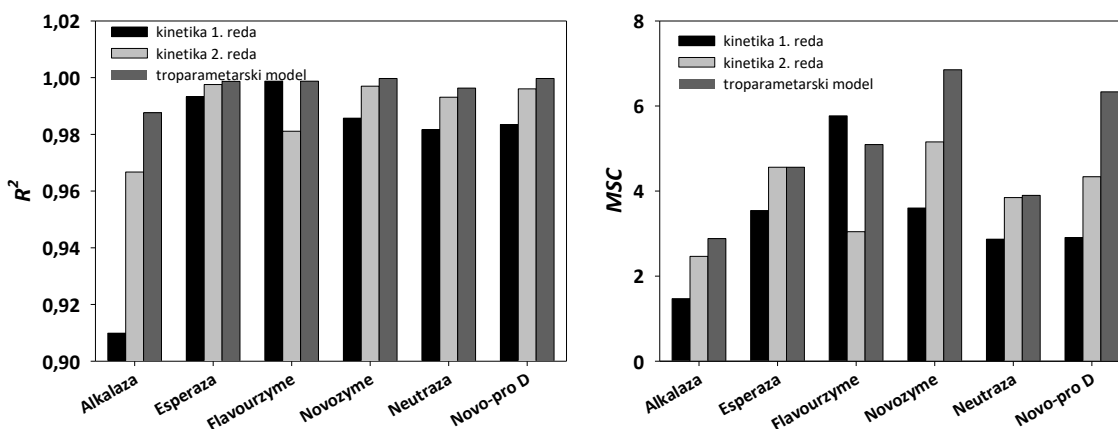 1,02
1,00
0,98
0,96
0,94
0,92
0,90
R²
kinetika 1. reda
kinetika 2. reda
troparametarski model
Alkalaza
Esperaza
Flavourzyme
Novozyme
Neutraza
Novo-pro D
8
6
4
2
0
MSC
kinetika 1. reda
kinetika 2. reda
troparametarski model
Alkalaza
Esperaza
Flavourzyme
Novozyme
Neutraza
Novo-pro D